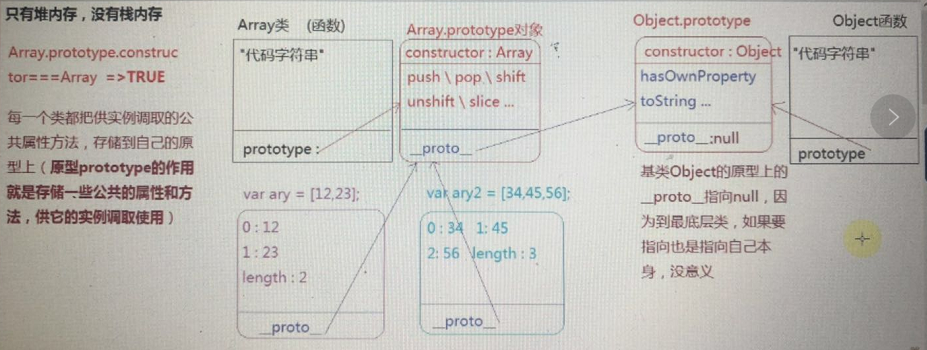 只有堆内存，没有栈内存
Array.prototype.construc
tor===Array =>TRUE
每一个类都把供实例调取的公
共属性方法，存储到自己的原
型上（原型prototype的作用
就是存储一些公共的属性和方
法，供它的实例调取使用）
Array类 (函数)
"代码字符串"
prototype :
Array.prototype对象
constructor : Array
push \ pop \ shift
unshift \ slice ...
__proto__
Object.prototype
constructor : Object
hasOwnProperty
toString ...
__proto__:null
Object函数
"代码字符串"
prototype
var ary = [12,23];
0 : 12
1 : 23
length : 2
__proto__
var ary2 = [34,45,56];
0 : 34 1: 45
2: 56 length : 3
__proto__
基类Object的原型上的
__proto__指向null，因
为到最底层类，如果要
指向也是指向自己本
身，没意义